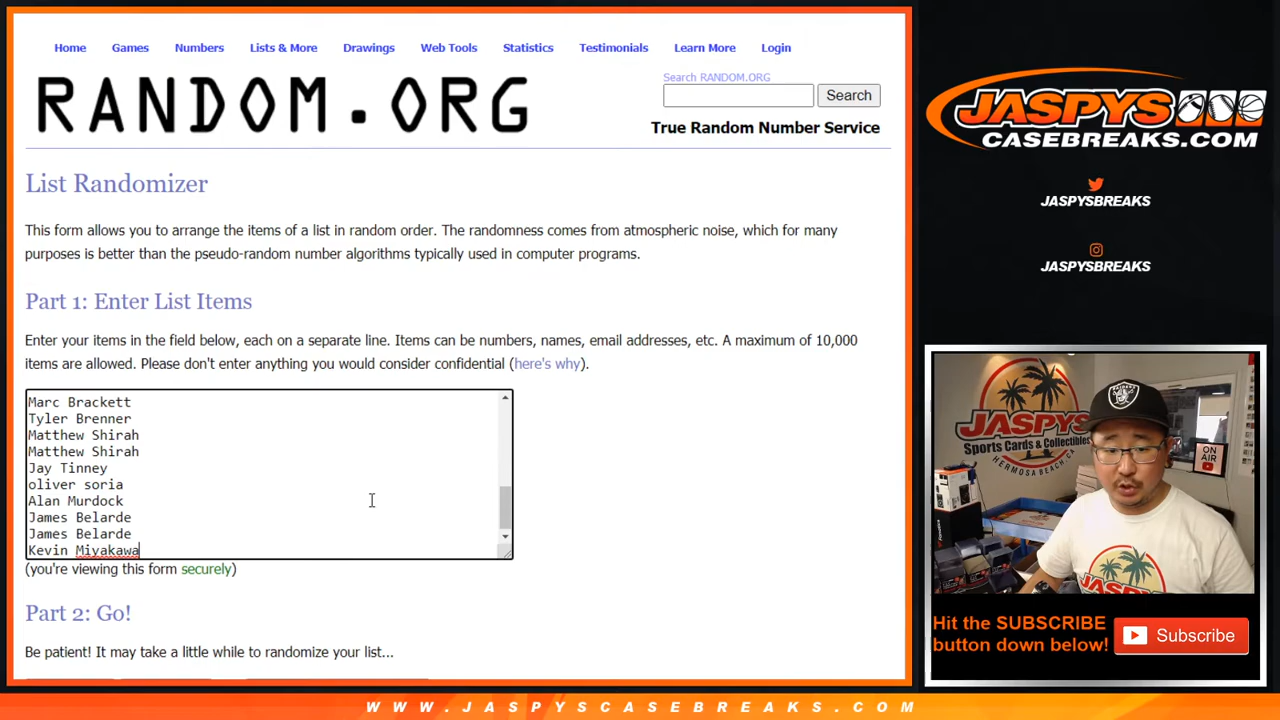 Home Games Numbers Lists & More Drawings Web Tools Statistics Testimonials Learn More Login
RANDOM.ORG
Search RANDOM.ORG
Search
True Random Number Service
List Randomizer
This form allows you to arrange the items of a list in random order. The randomness comes from atmospheric noise, which for many
purposes is better than the pseudo-random number algorithms typically used in computer programs.
Part 1: Enter List Items
Enter your items in the field below, each on a separate line. Items can be numbers, names, email addresses, etc. A maximum of 10,000
items are allowed. Please don't enter anything you would consider confidential (here's why).
Marc Brackett
Tyler Brenner
Matthew Shirah
Matthew Shirah
Jay Tinney
oliver soria
Alan Murdock
James Belarde
James Belarde
Kevin Miyakawa
(you're viewing this form securely)
Part 2: Go!
Be patient! It may take a little while to randomize your list...
JASPYS
CASEBREAKS.COM
JASPYSBREAKS
JASPYSBREAKS
JASPYS
Sports Cards & Collectibles
HERMOSA BEACH, CA
ON AIR
RAIDERS
JASPYS
Hit the SUBSCRIBE
button down below!
Subscribe
WWW.JASPYSCASEBREAKS.COM